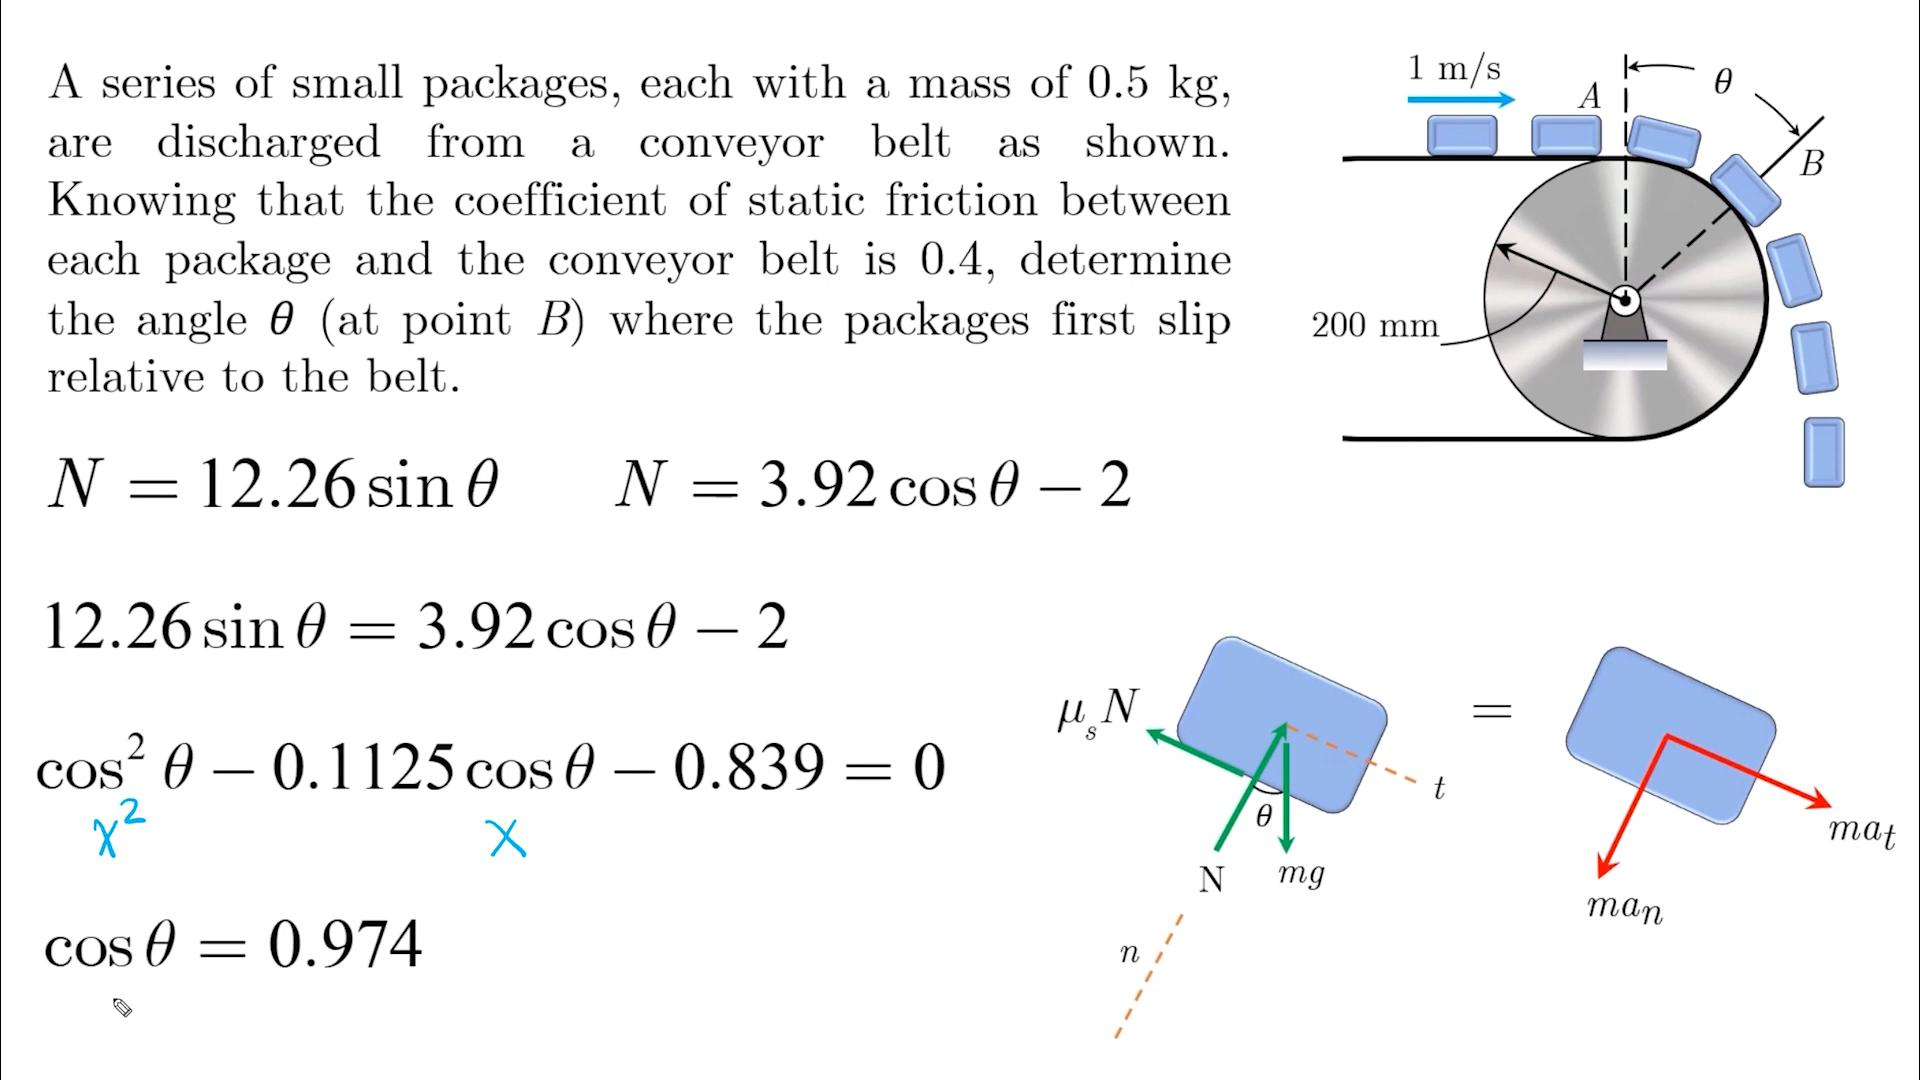 A series of small packages, each with a mass of 0.5 kg,
are discharged from a conveyor belt as shown.
Knowing that the coefficient of static friction between
each package and the conveyor belt is 0.4, determine
the angle θ (at point B) where the packages first slip
relative to the belt.
1 m/s
A
θ
B
200 mm
N = 12.26 sin θ N = 3.92 cos θ − 2
12.26 sin θ = 3.92 cos θ − 2
cos² θ − 0.1125 cos θ − 0.839 = 0
x² x
cos θ = 0.974
μₛN
θ
t
N
mg
n
=
maₜ
maₙ